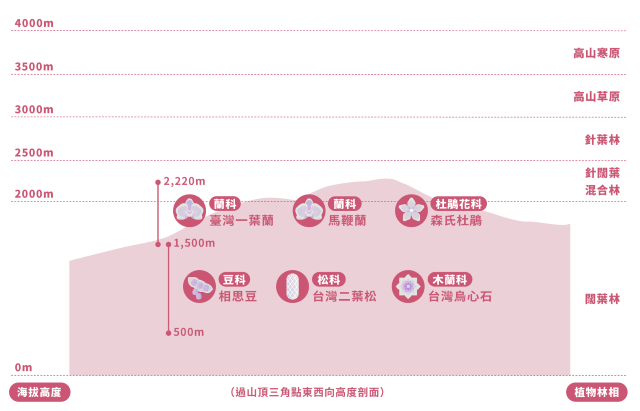 4000m
高山寒原
3500m
高山草原
3000m
針葉林
2500m
針闊葉
混合林
2,220m
2000m
蘭科
臺灣一葉蘭
蘭科
馬鞭蘭
杜鵑花科
森氏杜鵑
1,500m
豆科
相思豆
松科
台灣二葉松
木蘭科
台灣烏心石
闊葉林
500m
0m
海拔高度
（過山頂三角點東西向高度剖面）
植物林相